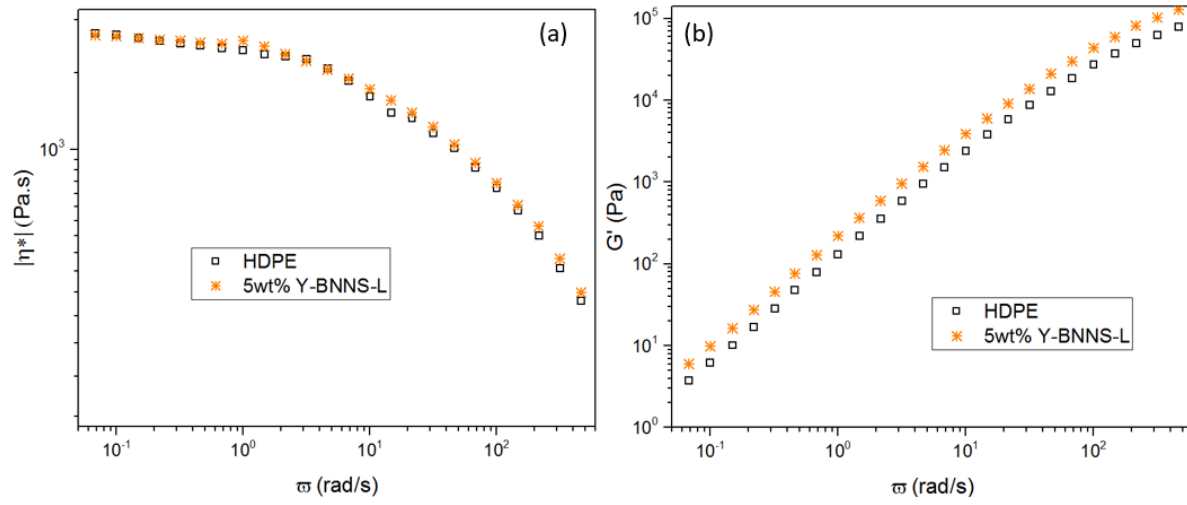 (a)
10³
|η*| (Pa.s)
HDPE
5wt% Y-BNNS-L
10⁻¹ 10⁰ 10¹ 10²
ϖ (rad/s)
(b)
10⁵
10⁴
10³
10²
10¹
10⁰
G' (Pa)
HDPE
5wt% Y-BNNS-L
10⁻¹ 10⁰ 10¹ 10²
ϖ (rad/s)